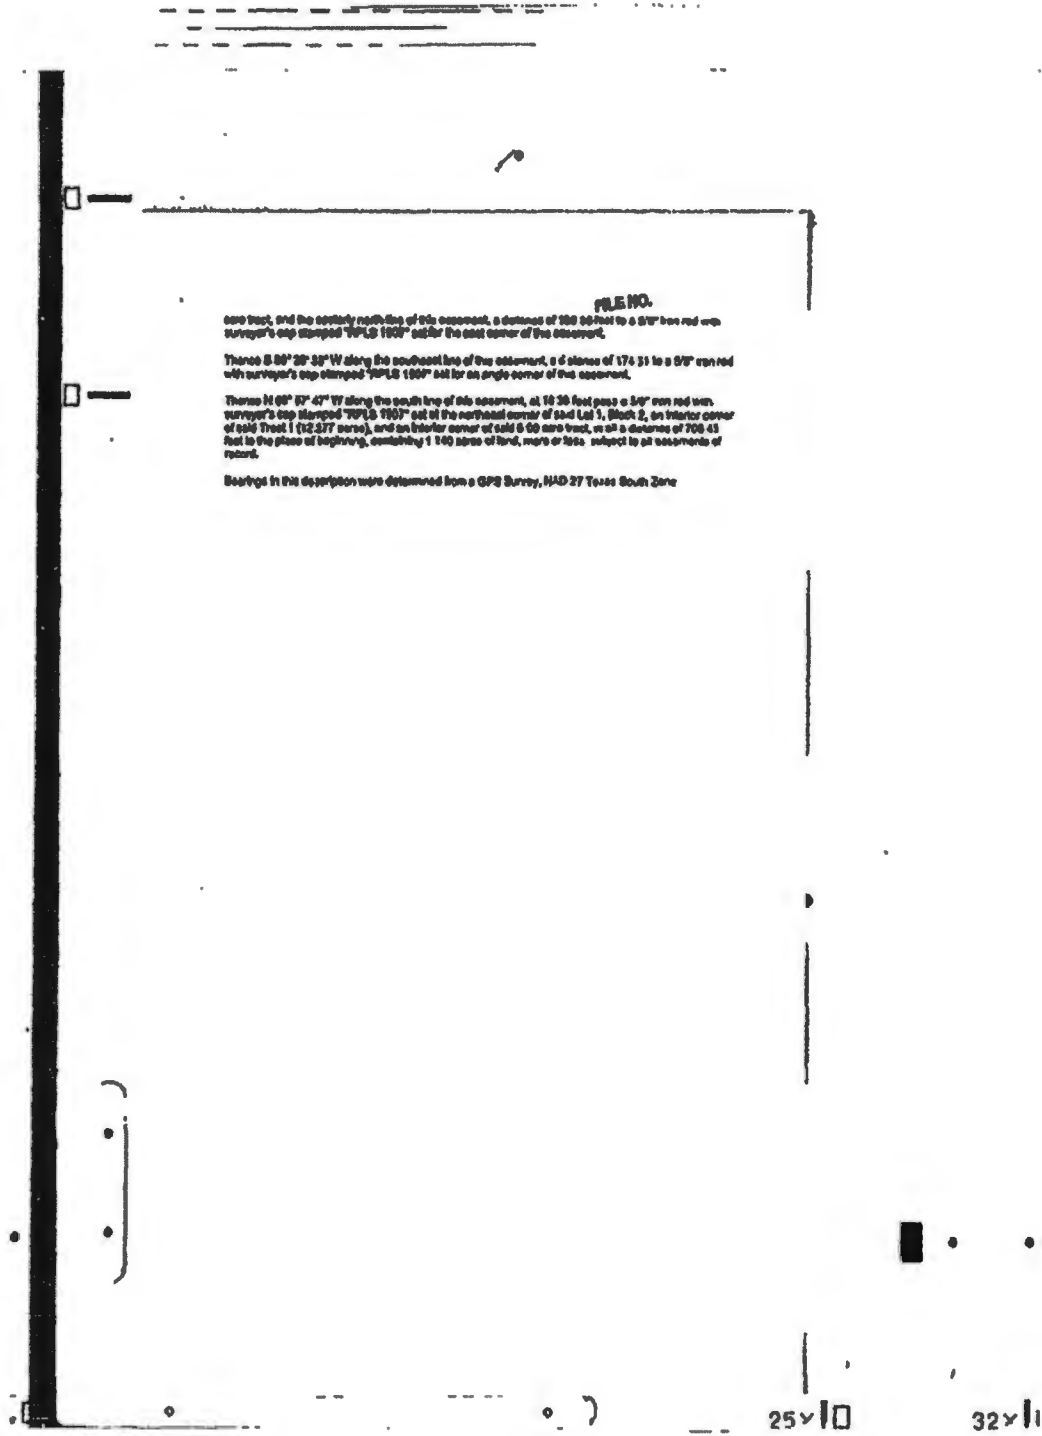 FILE NO.
acre tract, and the easterly north line of this easement, a distance of feet to a 5/8" iron rod with
surveyor's cap stamped "RPLS 1907" set for the east corner of this easement,
Thence S W along the southeast line of this easement, a distance of 174 31 to a 5/8" iron rod
with surveyor's cap stamped "RPLS 1907" set for an angle corner of this easement,
Thence N 47" W along the south line of this easement, at feet pass a 5/8" iron rod with
surveyor's cap stamped "RPLS 1907" set at the northeast corner of said Lot 1, Block 2, an interior corner
of said Tract 1 (12.377 acres), and an interior corner of said acre tract, in all a distance of
feet to the place of beginning, containing 1 140 acres of land, more or less subject to all easements of
record.
Bearings in this description were determined from a GPS Survey, NAD 27 Texas South Zone
25×
32×